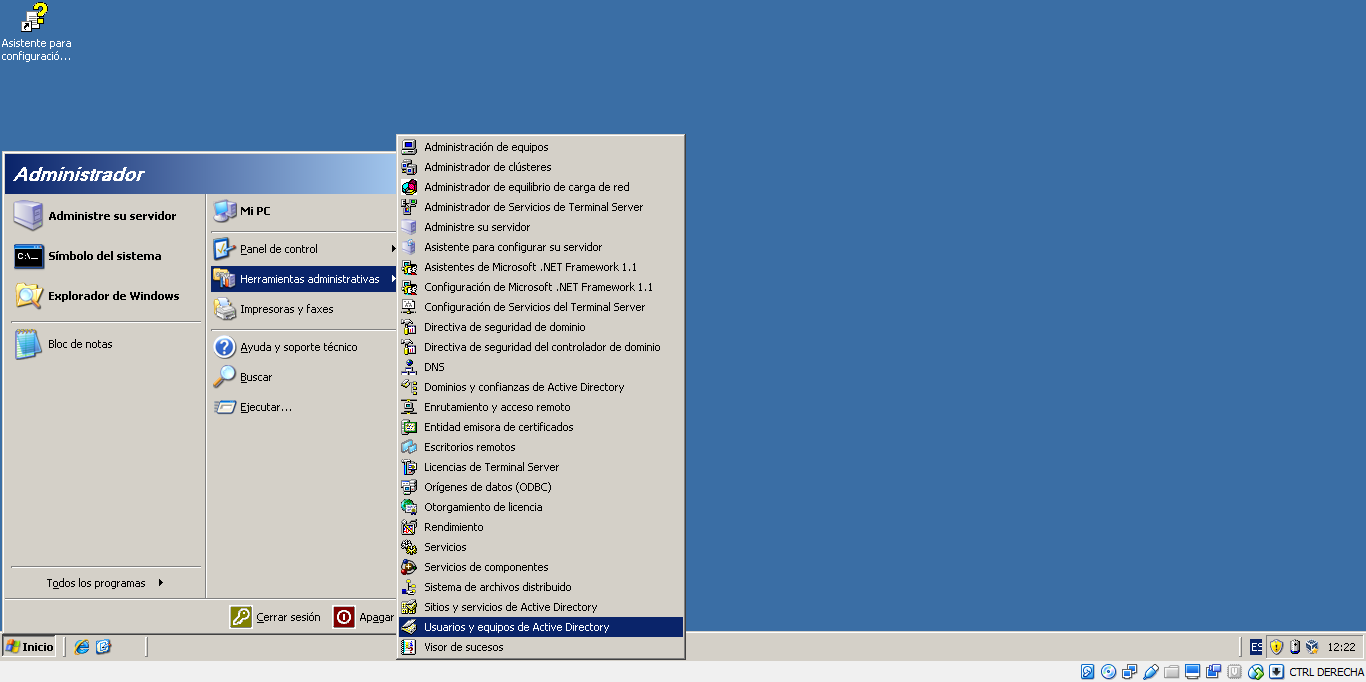 Asistente para
configuració...
Administrador
Administre su servidor
Símbolo del sistema
Explorador de Windows
Bloc de notas
Todos los programas
Mi PC
Panel de control
Herramientas administrativas
Impresoras y faxes
Ayuda y soporte técnico
Buscar
Ejecutar...
Cerrar sesión
Apagar
Administración de equipos
Administrador de clústeres
Administrador de equilibrio de carga de red
Administrador de Servicios de Terminal Server
Administre su servidor
Asistente para configurar su servidor
Asistentes de Microsoft .NET Framework 1.1
Configuración de Microsoft .NET Framework 1.1
Configuración de Servicios del Terminal Server
Directiva de seguridad de dominio
Directiva de seguridad del controlador de dominio
DNS
Dominios y confianzas de Active Directory
Enrutamiento y acceso remoto
Entidad emisora de certificados
Escritorios remotos
Licencias de Terminal Server
Orígenes de datos (ODBC)
Otorgamiento de licencia
Rendimiento
Servicios
Servicios de componentes
Sistema de archivos distribuido
Sitios y servicios de Active Directory
Usuarios y equipos de Active Directory
Visor de sucesos
Inicio
ES
12:22
CTRL DERECHA